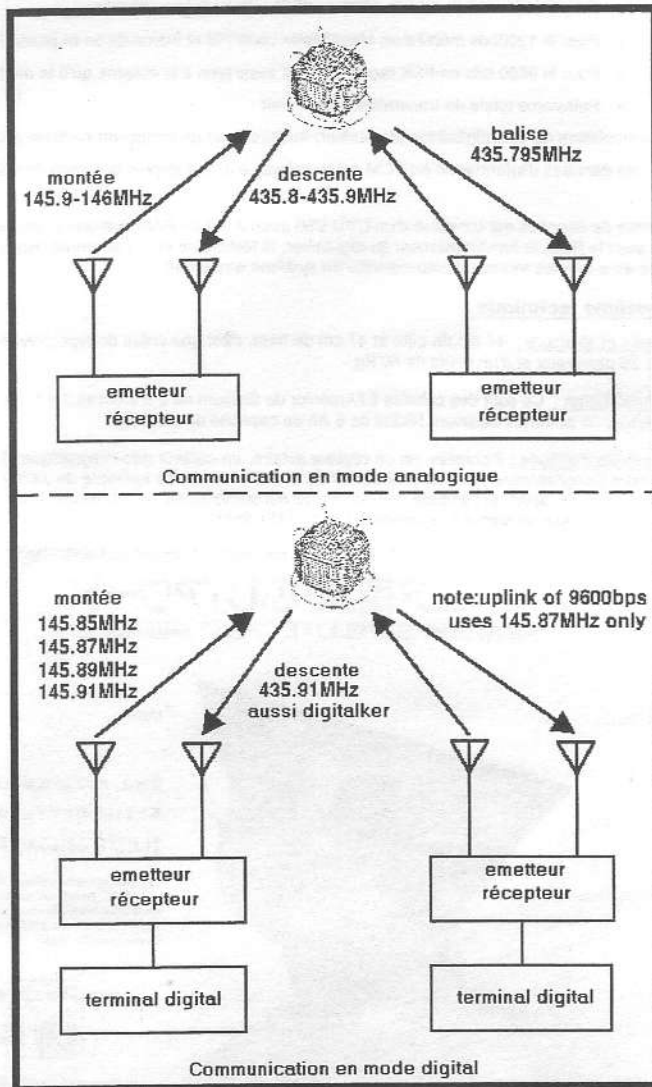 balise
435.795MHz
montée
145.9-146MHz
descente
435.8-435.9MHz
emetteur
récepteur
emetteur
récepteur
Communication en mode analogique
montée
145.85MHz
145.87MHz
145.89MHz
145.91MHz
note:uplink of 9600bps
uses 145.87MHz only
descente
435.91MHz
aussi digitalker
emetteur
récepteur
emetteur
récepteur
terminal digital
terminal digital
Communication en mode digital